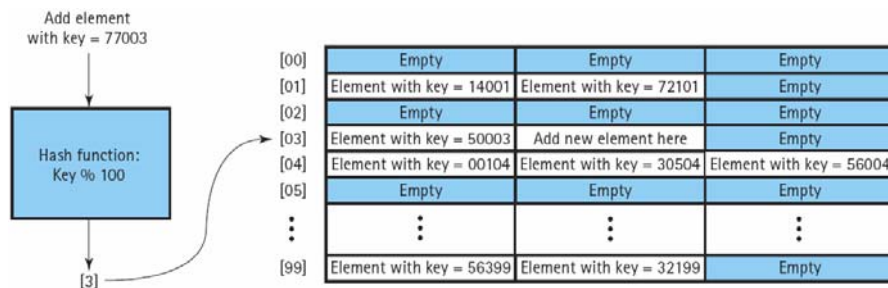 Add element
with key = 77003
Hash function:
Key % 100
[3]
[00] Empty Empty Empty
[01] Element with key = 14001 Element with key = 72101 Empty
[02] Empty Empty Empty
[03] Element with key = 50003 Add new element here Empty
[04] Element with key = 00104 Element with key = 30504 Element with key = 56004
[05] Empty Empty Empty
[99] Element with key = 56399 Element with key = 32199 Empty